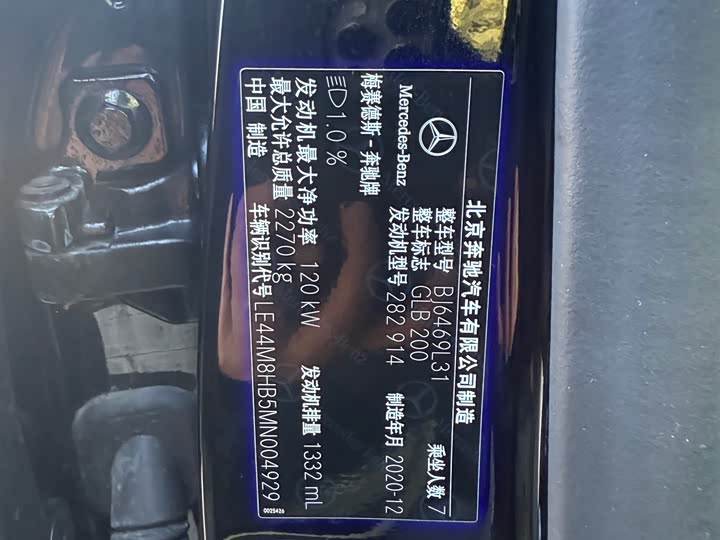 北京奔驰汽车有限公司制造
Mercedes-Benz
梅赛德斯-奔驰牌
整车型号 BJ6469L31 乘坐人数 7
整车标志 GLB 200
发动机型号 282 914 制造年月 2020-12
1.0 %
发动机最大净功率 120 kW 发动机排量 1332 mL
最大允许总质量 2270 kg
中国 制造 车辆识别代号 LE44M8HB5MN004929
0025426